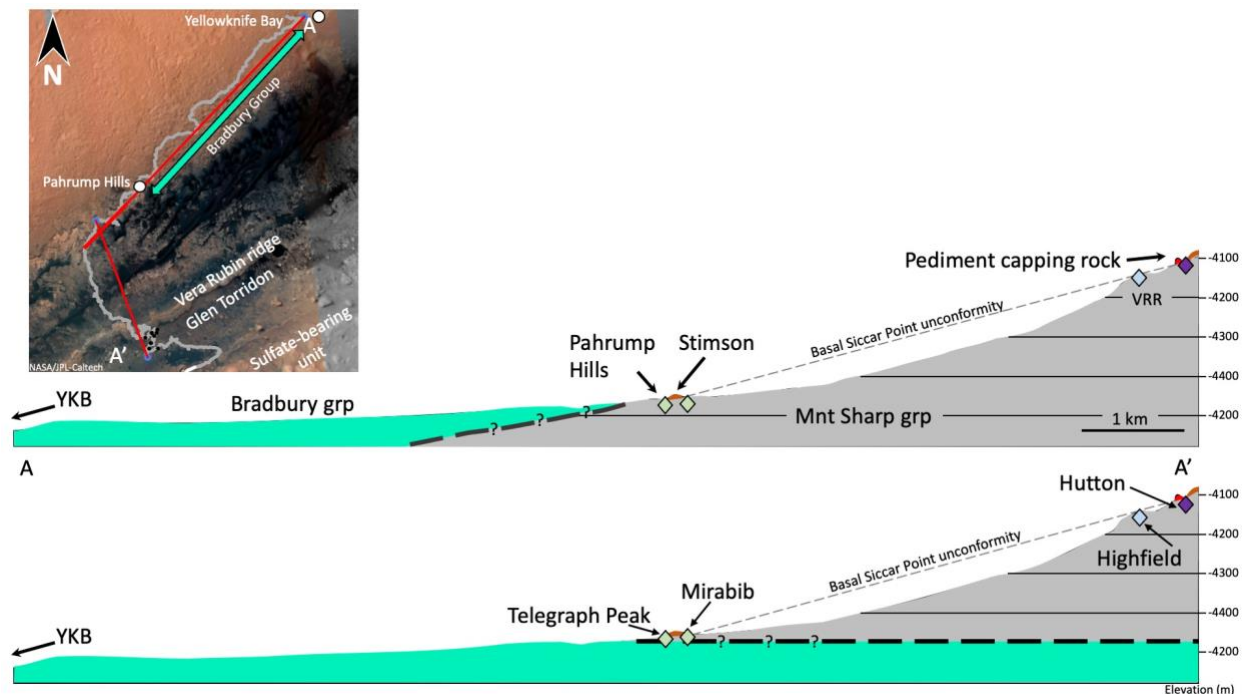 Yellowknife Bay
A
N
Bradbury Group
Pahrump Hills
Vera Rubin ridge
Glen Torridon
Sulfate-bearing
unit
A'
NASA/JPL-Caltech
Pediment capping rock
-4100
VRR
-4200
Basal Siccar Point unconformity
-4300
Pahrump
Hills
Stimson
-4400
YKB
Bradbury grp
? ? ?
Mnt Sharp grp
-4200
1 km
A
A'
Hutton
-4100
-4200
Highfield
Basal Siccar Point unconformity
-4300
Mirabib
Telegraph Peak
-4400
YKB
? ? ?
-4200
Elevation (m)